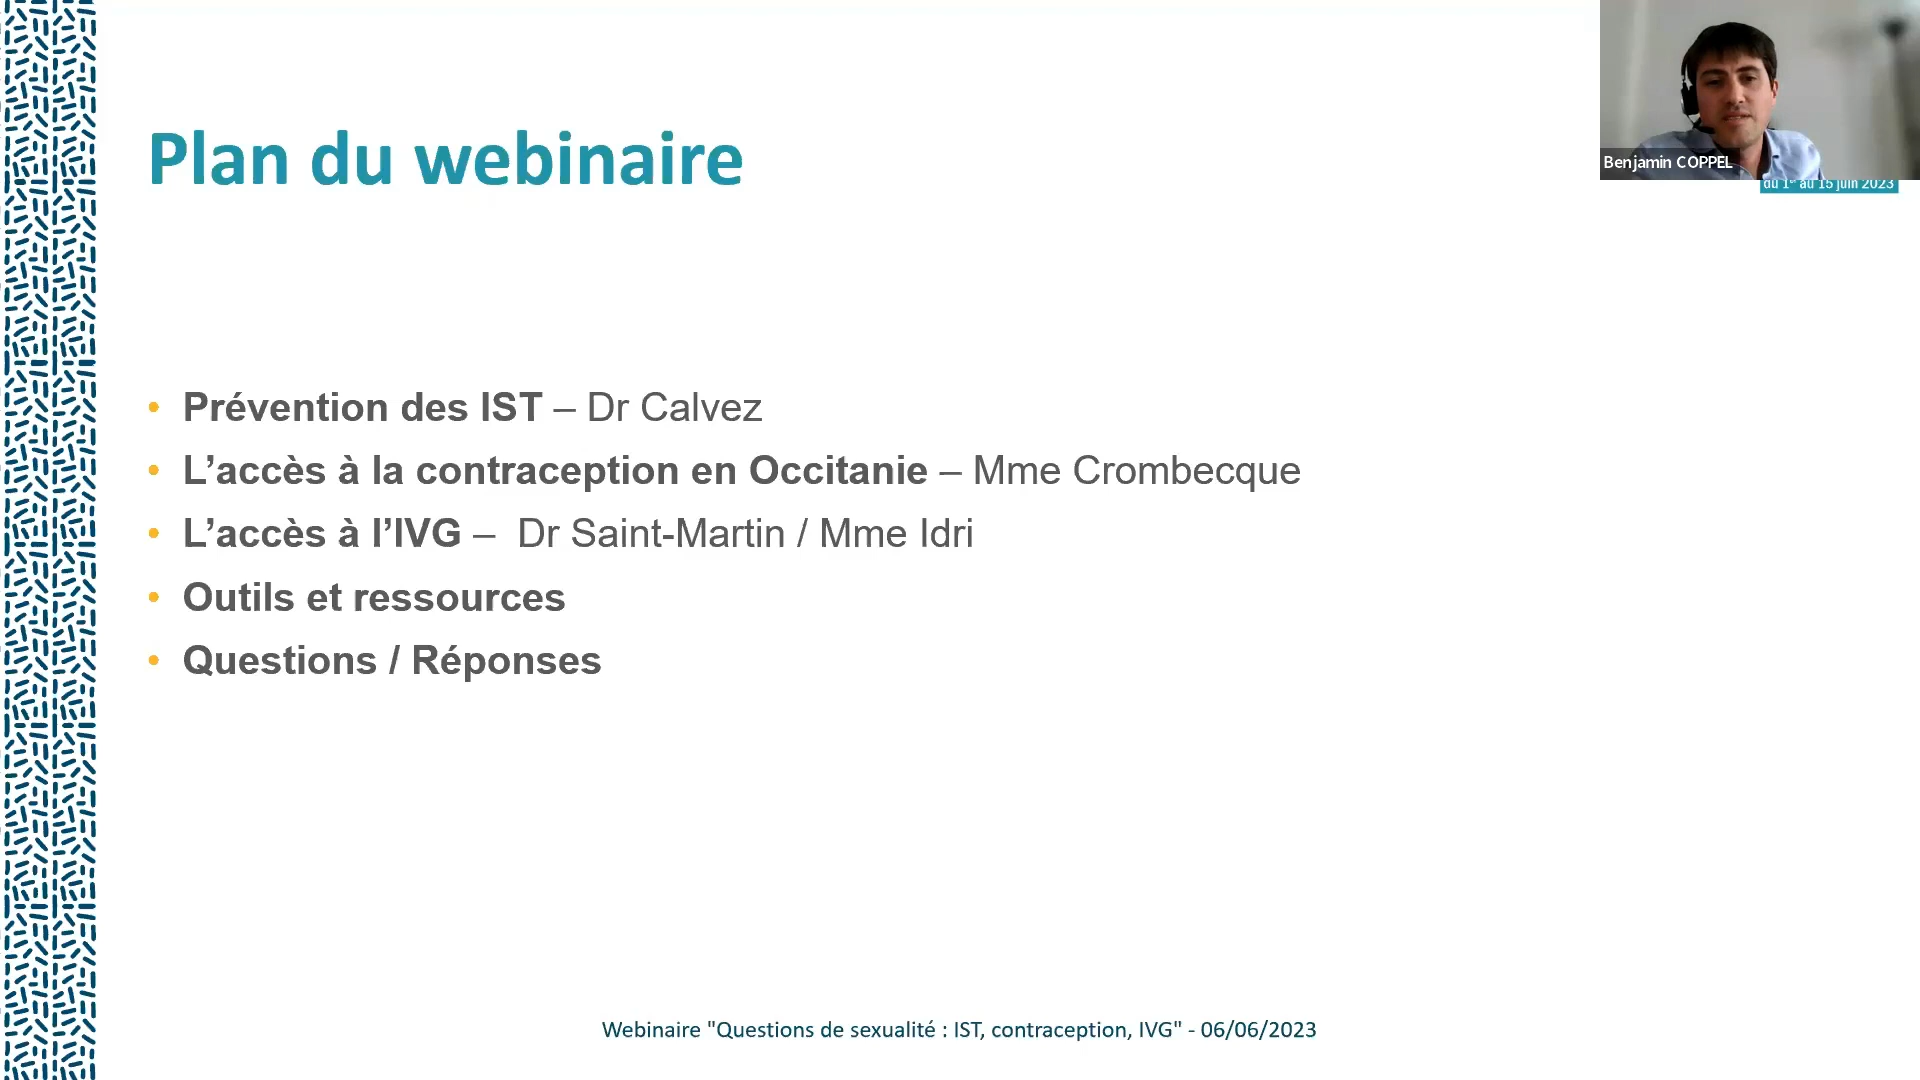 Plan du webinaire
Benjamin COPPEL
du 1er au 15 juin 2023
• Prévention des IST – Dr Calvez
• L’accès à la contraception en Occitanie – Mme Crombecque
• L’accès à l’IVG – Dr Saint-Martin / Mme Idri
• Outils et ressources
• Questions / Réponses
Webinaire "Questions de sexualité : IST, contraception, IVG" - 06/06/2023